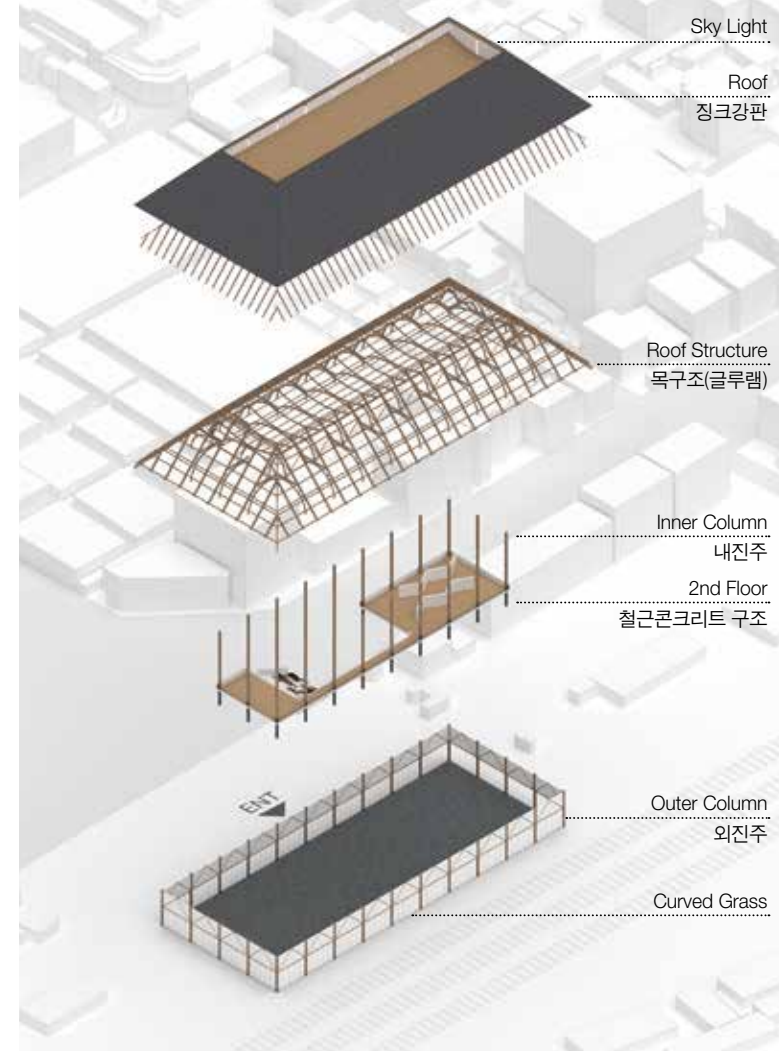 Sky Light
Roof
징크강판
Roof Structure
목구조(글루램)
Inner Column
내진주
2nd Floor
철근콘크리트 구조
ENT
Outer Column
외진주
Curved Grass